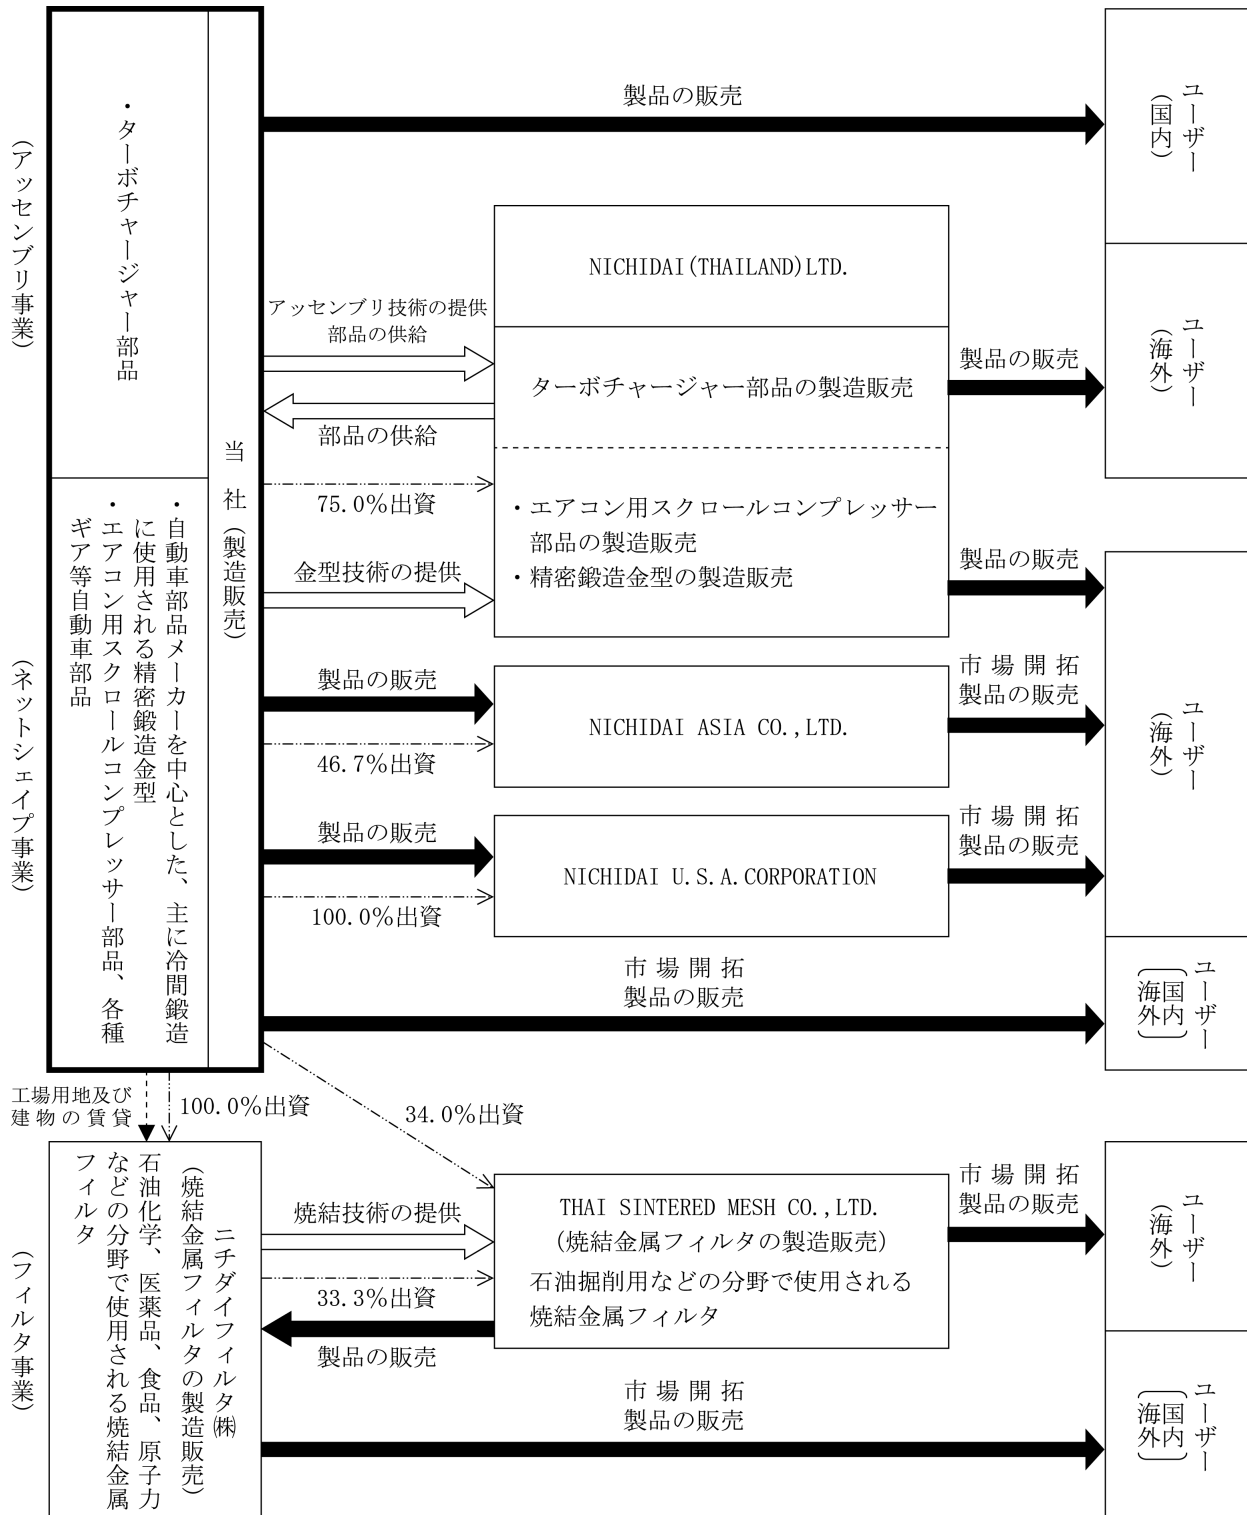 (アッセンブリ事業)
・ターボチャージャー部品
当 社(製造販売)
製品の販売
ユーザー
(国内)
NICHIDAI(THAILAND)LTD.
アッセンブリ技術の提供
部品の供給
ターボチャージャー部品の製造販売
部品の供給
製品の販売
ユーザー
(海外)
(ネットシェイプ事業)
・自動車部品メーカーを中心とした、主に冷間鍛造
に使用される精密鍛造金型
・エアコン用スクロールコンプレッサー部品、各種
ギア等自動車部品
75.0%出資
・エアコン用スクロールコンプレッサー
部品の製造販売
・精密鍛造金型の製造販売
金型技術の提供
製品の販売
ユーザー
(海外)
製品の販売
NICHIDAI ASIA CO.,LTD.
46.7%出資
市場開拓
製品の販売
製品の販売
NICHIDAI U.S.A.CORPORATION
100.0%出資
市場開拓
製品の販売
市場開拓
製品の販売
ユーザー
(国内
海外)
工場用地及び
建物の賃貸
100.0%出資
34.0%出資
(フィルタ事業)
ニチダイフィルタ㈱
(焼結金属フィルタの製造販売)
石油化学、医薬品、食品、原子力
などの分野で使用される焼結金属
フィルタ
焼結技術の提供
33.3%出資
製品の販売
THAI SINTERED MESH CO.,LTD.
(焼結金属フィルタの製造販売)
石油掘削用などの分野で使用される
焼結金属フィルタ
市場開拓
製品の販売
ユーザー
(海外)
市場開拓
製品の販売
ユーザー
(国内
海外)